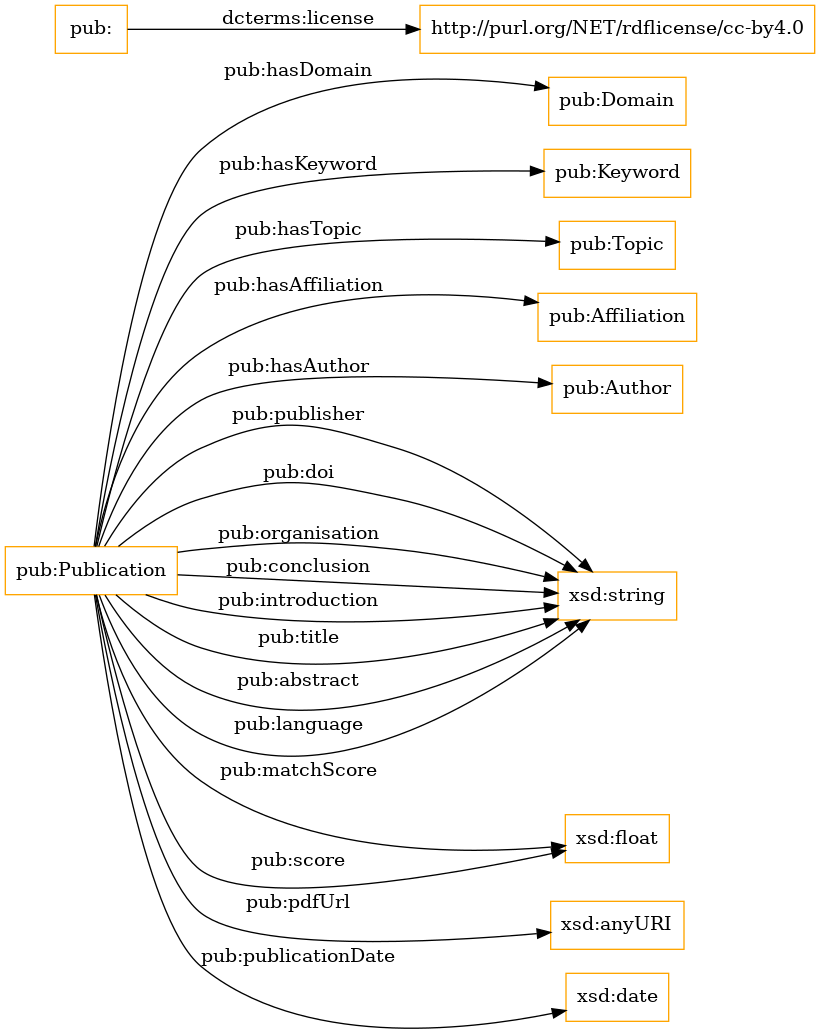 pub:
dcterms:license
http://purl.org/NET/rdflicense/cc-by4.0
pub:hasDomain
pub:Domain
pub:hasKeyword
pub:Keyword
pub:hasTopic
pub:Topic
pub:hasAffiliation
pub:Affiliation
pub:hasAuthor
pub:Author
pub:publisher
pub:doi
pub:organisation
pub:conclusion
pub:Publication
pub:introduction
xsd:string
pub:title
pub:abstract
pub:language
pub:matchScore
xsd:float
pub:score
pub:pdfUrl
xsd:anyURI
pub:publicationDate
xsd:date